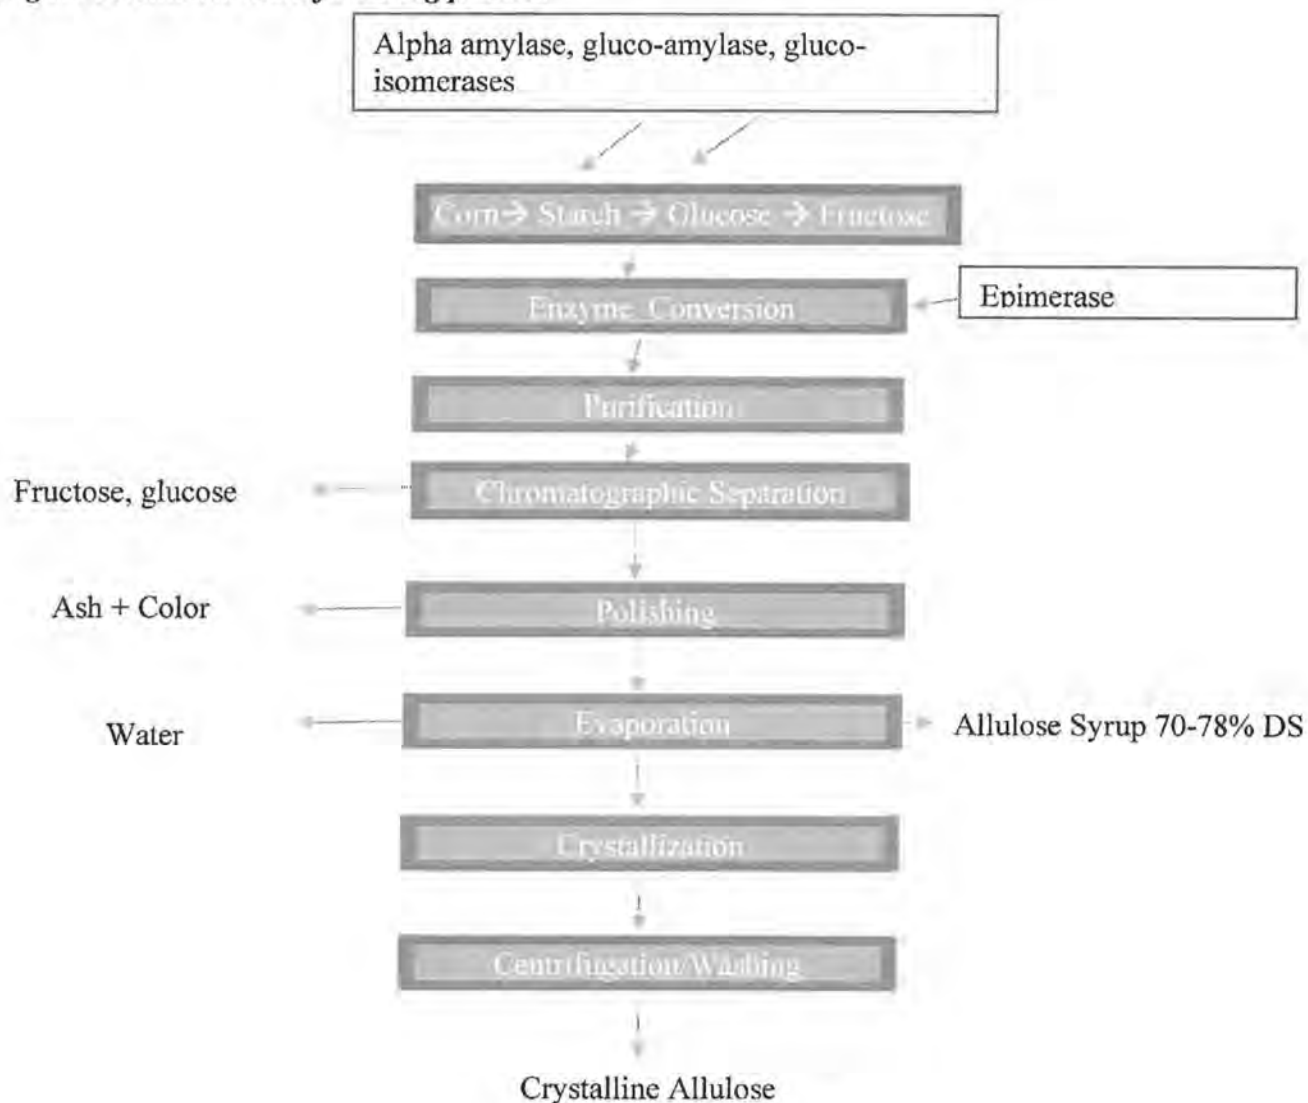 Alpha amylase, gluco-amylase, gluco-
isomerases
Corn→ Starch → Glucose → Fructose
Enzyme Conversion
Epimerase
Purification
Fructose, glucose
Chromatographic Separation
Ash + Color
Polishing
Water
Evaporation
Allulose Syrup 70-78% DS
Crystallization
Centrifugation/Washing
Crystalline Allulose